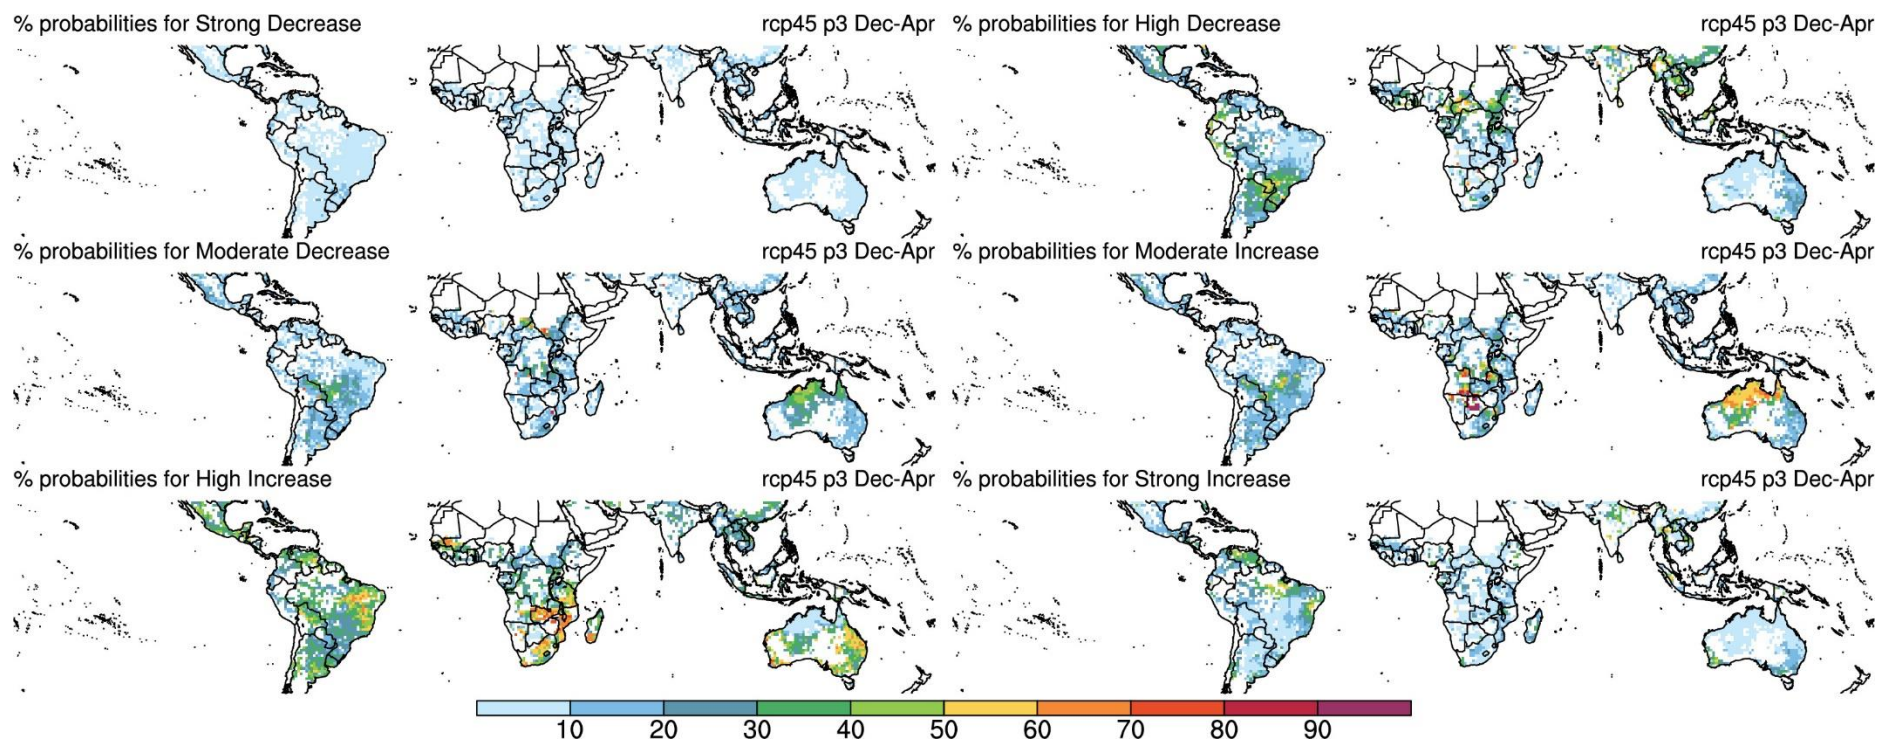 % probabilities for Strong Decrease rcp45 p3 Dec-Apr
% probabilities for High Decrease rcp45 p3 Dec-Apr
% probabilities for Moderate Decrease rcp45 p3 Dec-Apr
% probabilities for Moderate Increase rcp45 p3 Dec-Apr
% probabilities for High Increase rcp45 p3 Dec-Apr
% probabilities for Strong Increase rcp45 p3 Dec-Apr
10 20 30 40 50 60 70 80 90